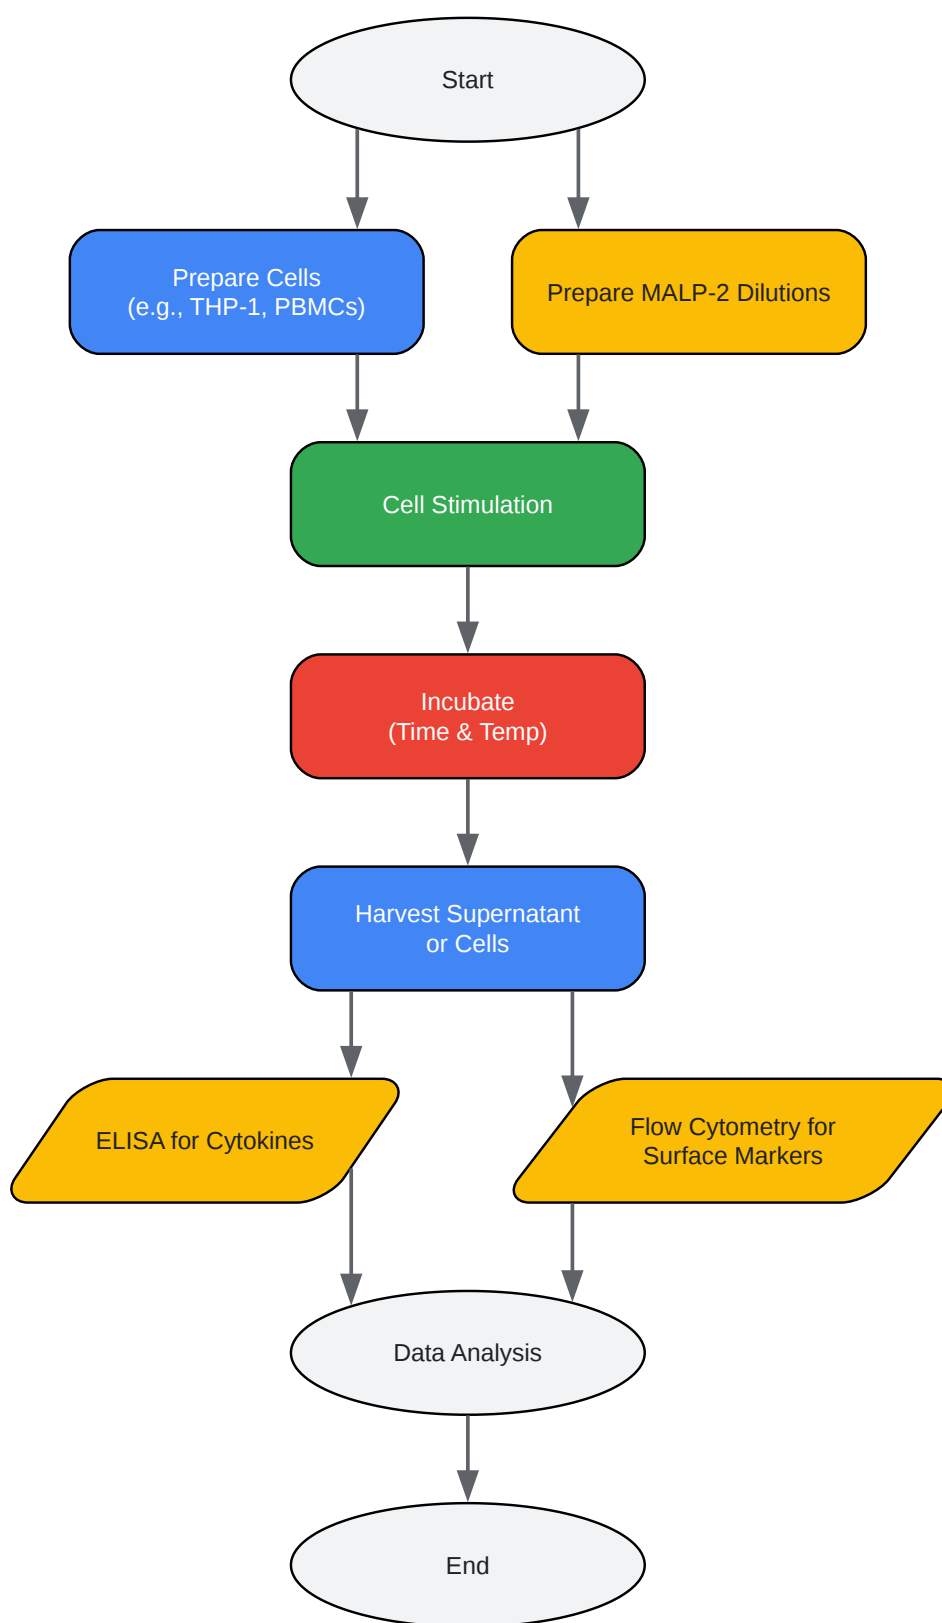 Start
Prepare Cells
(e.g., THP-1, PBMCs)
Prepare MALP-2 Dilutions
Cell Stimulation
Incubate
(Time & Temp)
Harvest Supernatant
or Cells
ELISA for Cytokines
Flow Cytometry for
Surface Markers
Data Analysis
End